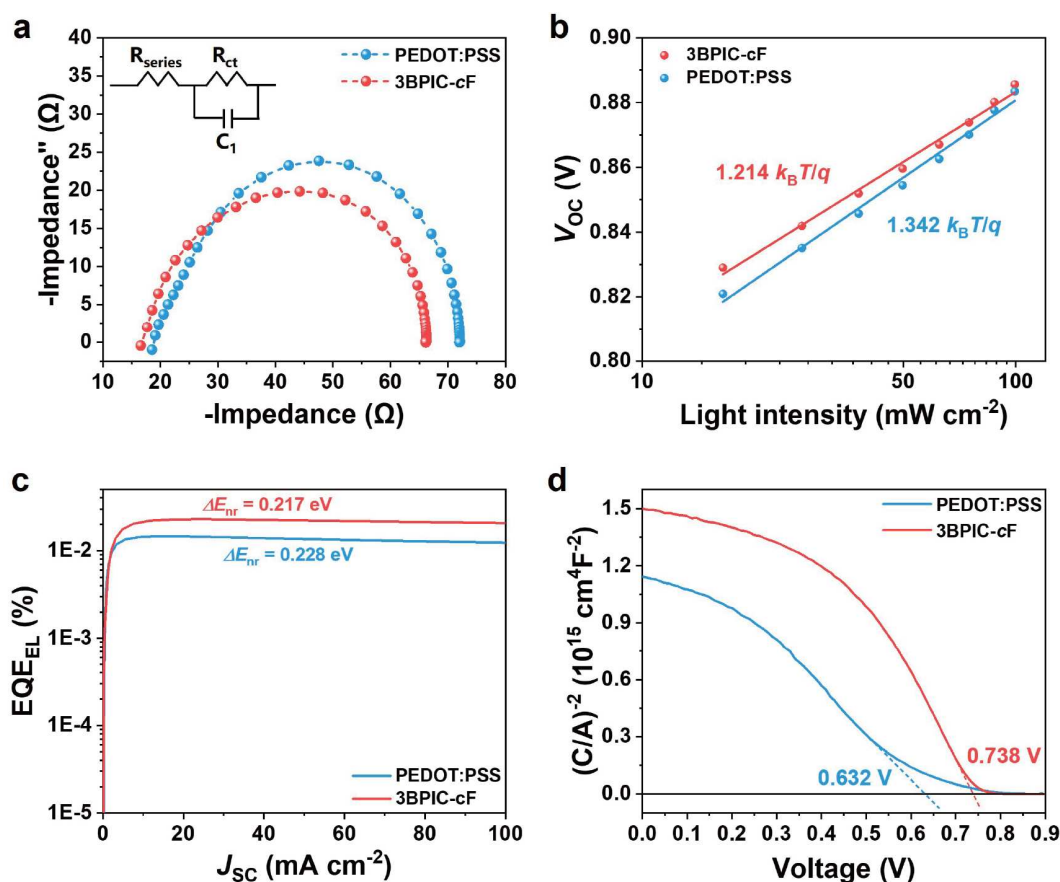 a
40
35
30
25
20
15
10
5
0
-Impedance" (Ω)
R_series
R_ct
C_1
PEDOT:PSS
3BPIC-cF
10 20 30 40 50 60 70 80
-Impedance (Ω)
b
0.90
0.88
0.86
0.84
0.82
0.80
V_OC (V)
3BPIC-cF
PEDOT:PSS
1.214 k_BT/q
1.342 k_BT/q
10 50 100
Light intensity (mW cm⁻²)
c
1E-2
1E-3
1E-4
1E-5
EQE_EL (%)
ΔE_nr = 0.217 eV
ΔE_nr = 0.228 eV
PEDOT:PSS
3BPIC-cF
0 20 40 60 80 100
J_SC (mA cm⁻²)
d
1.5
1.2
0.9
0.6
0.3
0.0
(C/A)⁻² (10¹⁵ cm⁴F⁻²)
PEDOT:PSS
3BPIC-cF
0.738 V
0.632 V
0.0 0.1 0.2 0.3 0.4 0.5 0.6 0.7 0.8 0.9
Voltage (V)